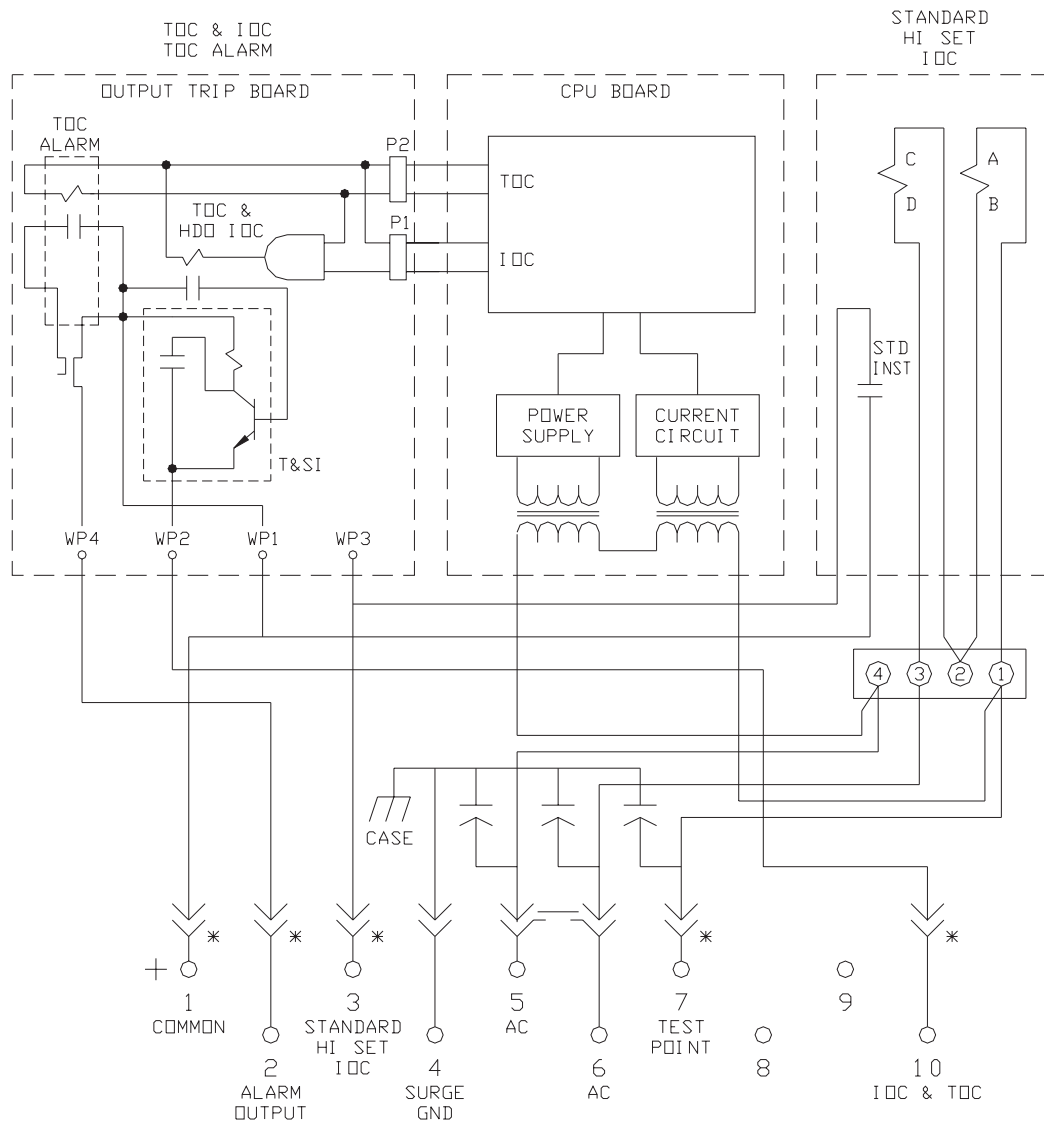 TOC & IOC
TOC ALARM
STANDARD
HI SET
IOC
OUTPUT TRIP BOARD
CPU BOARD
TOC
ALARM
P2
TOC
TOC &
HDO IOC
P1
IOC
C
D
A
B
STD
INST
POWER
SUPPLY
CURRENT
CIRCUIT
T&SI
WP4
WP2
WP1
WP3
4
3
2
1
CASE
*
*
*
*
*
+
1
COMMON
3
STANDARD
HI SET
IOC
5
AC
7
TEST
POINT
9
2
ALARM
OUTPUT
4
SURGE
GND
6
AC
8
10
IOC & TOC